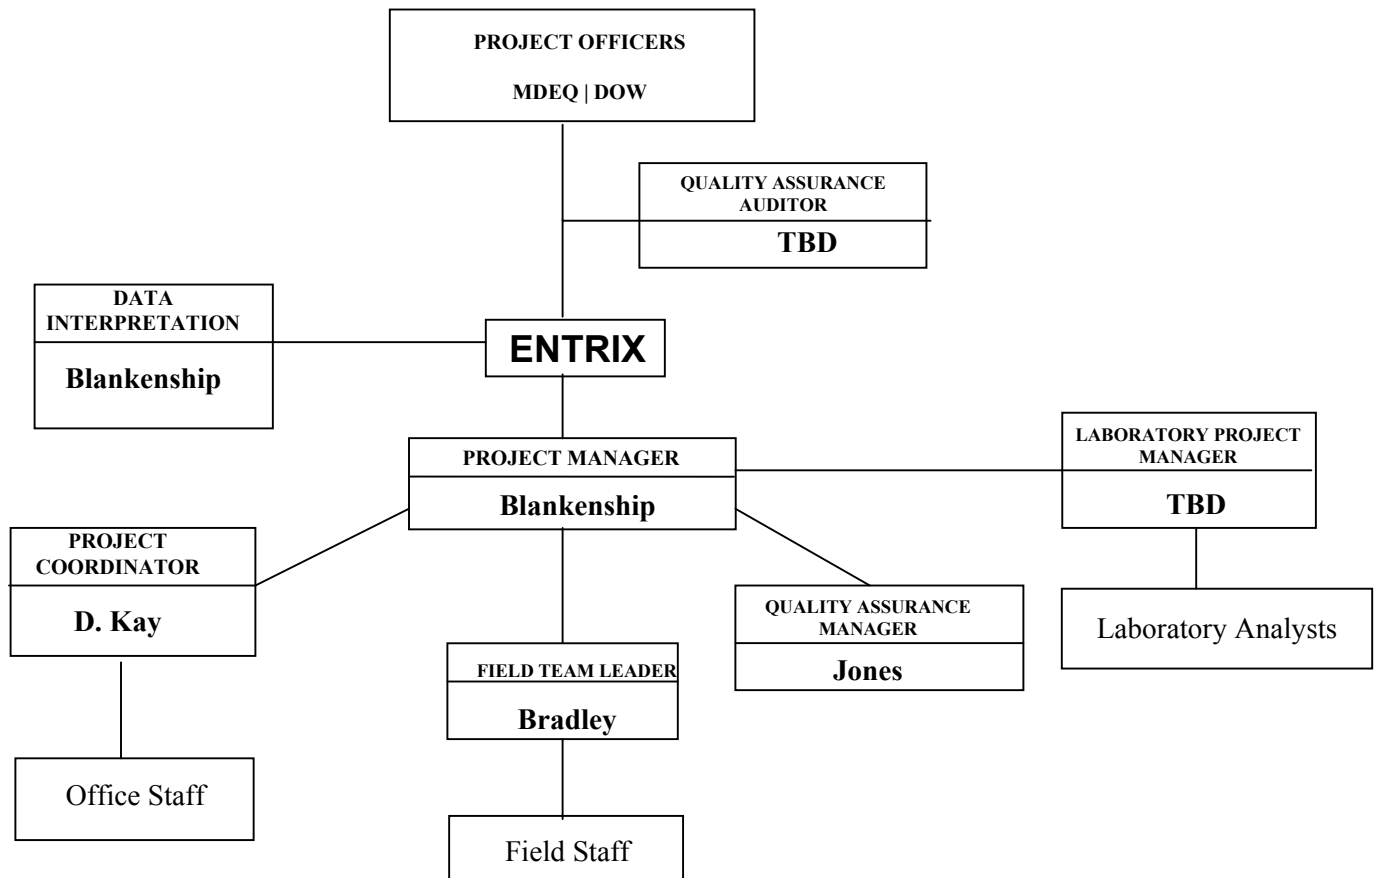 PROJECT OFFICERS
MDEQ | DOW
QUALITY ASSURANCE
AUDITOR
TBD
DATA
INTERPRETATION
Blankenship
ENTRIX
PROJECT MANAGER
Blankenship
LABORATORY PROJECT
MANAGER
TBD
PROJECT
COORDINATOR
D. Kay
QUALITY ASSURANCE
MANAGER
Jones
Laboratory Analysts
FIELD TEAM LEADER
Bradley
Office Staff
Field Staff